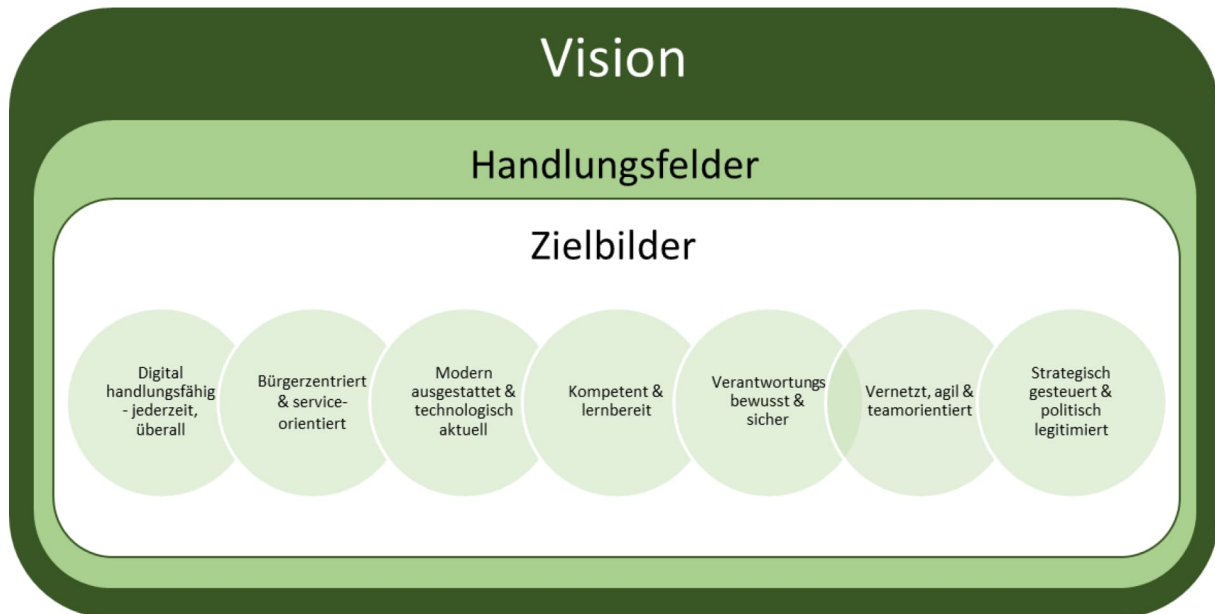 Vision
Handlungsfelder
Zielbilder
Digital
handlungsfähig
- jederzeit,
überall
Bürgerzentriert
& service-
orientiert
Modern
ausgestattet &
technologisch
aktuell
Kompetent &
lernbereit
Verantwortungs
bewusst &
sicher
Vernetzt, agil &
teamorientiert
Strategisch
gesteuert &
politisch
legitimiert